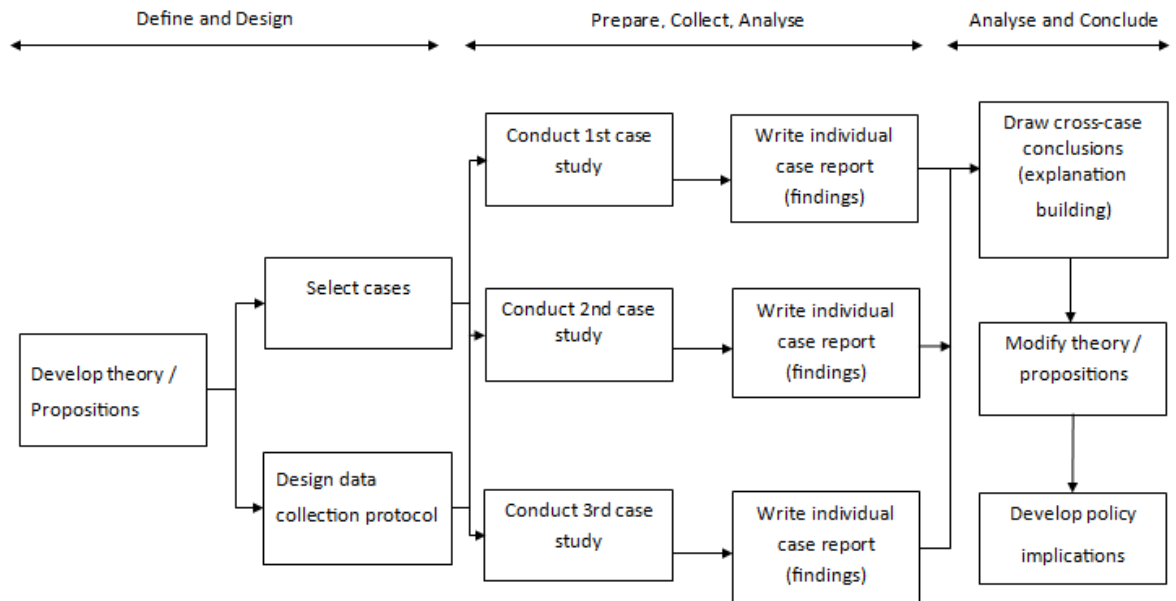 Define and Design
Prepare, Collect, Analyse
Analyse and Conclude
Develop theory /
Propositions
Select cases
Design data
collection protocol
Conduct 1st case
study
Write individual
case report
(findings)
Conduct 2nd case
study
Write individual
case report
(findings)
Conduct 3rd case
study
Write individual
case report
(findings)
Draw cross-case
conclusions
(explanation
building)
Modify theory /
propositions
Develop policy
implications